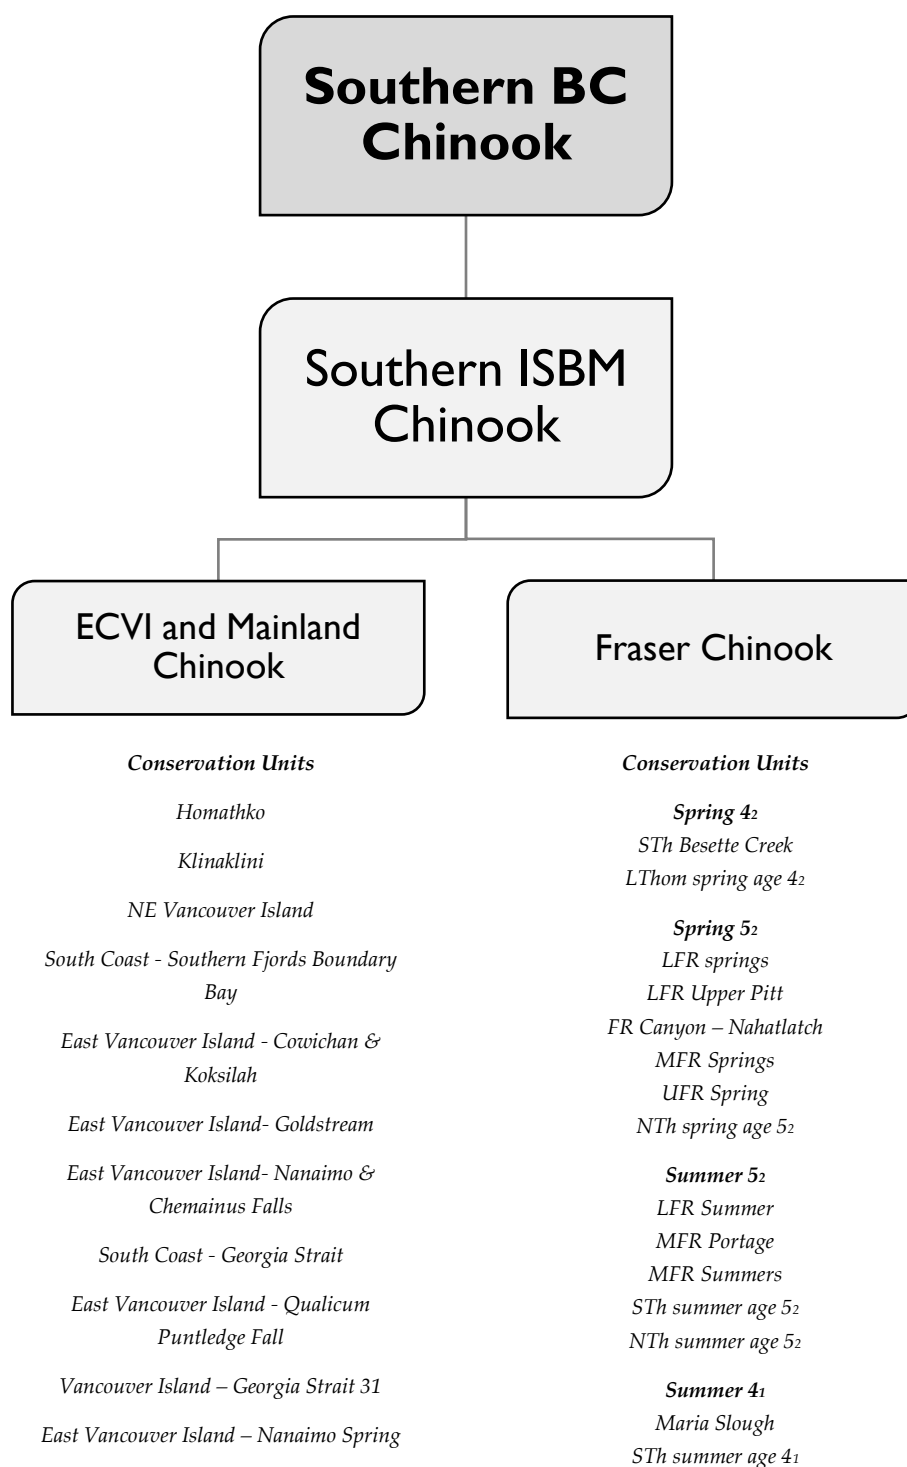 Southern BC
Chinook
Southern ISBM
Chinook
ECVI and Mainland
Chinook
Fraser Chinook
Conservation Units
Homathko
Klinaklini
NE Vancouver Island
South Coast - Southern Fjords Boundary
Bay
East Vancouver Island - Cowichan &
Koksilah
East Vancouver Island- Goldstream
East Vancouver Island- Nanaimo &
Chemainus Falls
South Coast - Georgia Strait
East Vancouver Island - Qualicum
Puntledge Fall
Vancouver Island – Georgia Strait 31
East Vancouver Island – Nanaimo Spring
Conservation Units
Spring 42
STh Besette Creek
LThom spring age 42
Spring 52
LFR springs
LFR Upper Pitt
FR Canyon – Nahatlatch
MFR Springs
UFR Spring
NTh spring age 52
Summer 52
LFR Summer
MFR Portage
MFR Summers
STh summer age 52
NTh summer age 52
Summer 41
Maria Slough
STh summer age 41